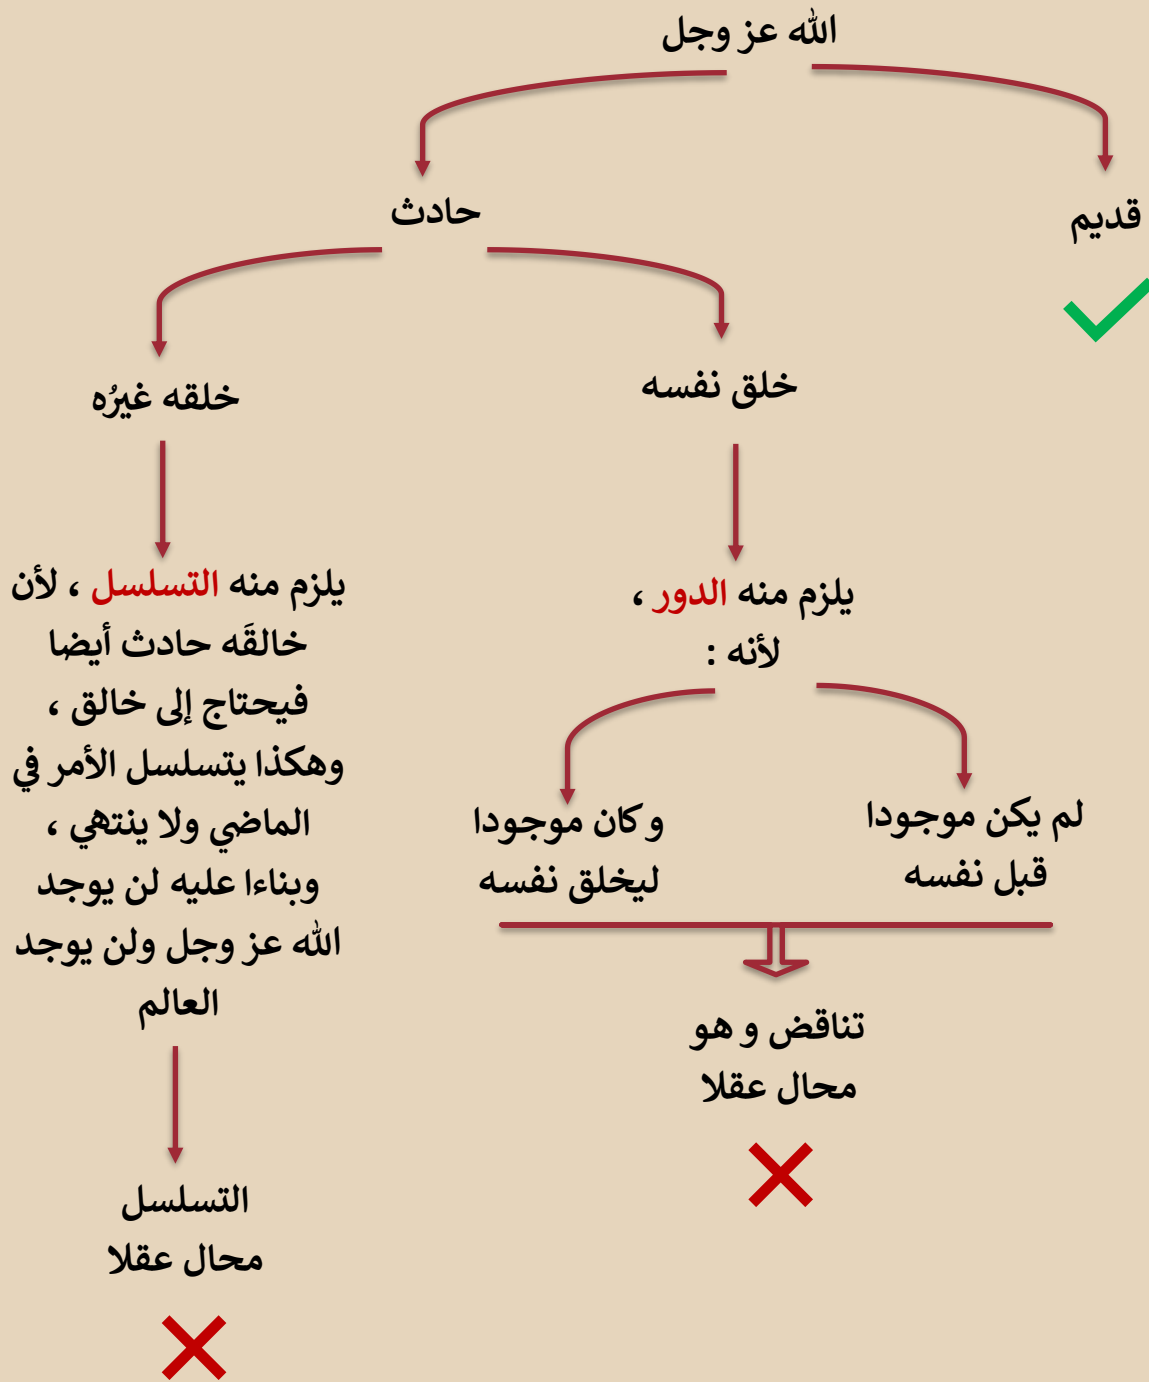 الله عز وجل
قديم
حادث
خلق نفسه
خلقه غيرُه
يلزم منه الدور ،
لأنه :
لم يكن موجودا
قبل نفسه
وكان موجودا
ليخلق نفسه
تناقض و هو
محال عقلا
يلزم منه التسلسل ، لأن
خالقَه حادث أيضا
فيحتاج إلى خالق ،
وهكذا يتسلسل الأمر في
الماضي ولا ينتهي ،
وبناءا عليه لن يوجد
الله عز وجل ولن يوجد
العالم
التسلسل
محال عقلا